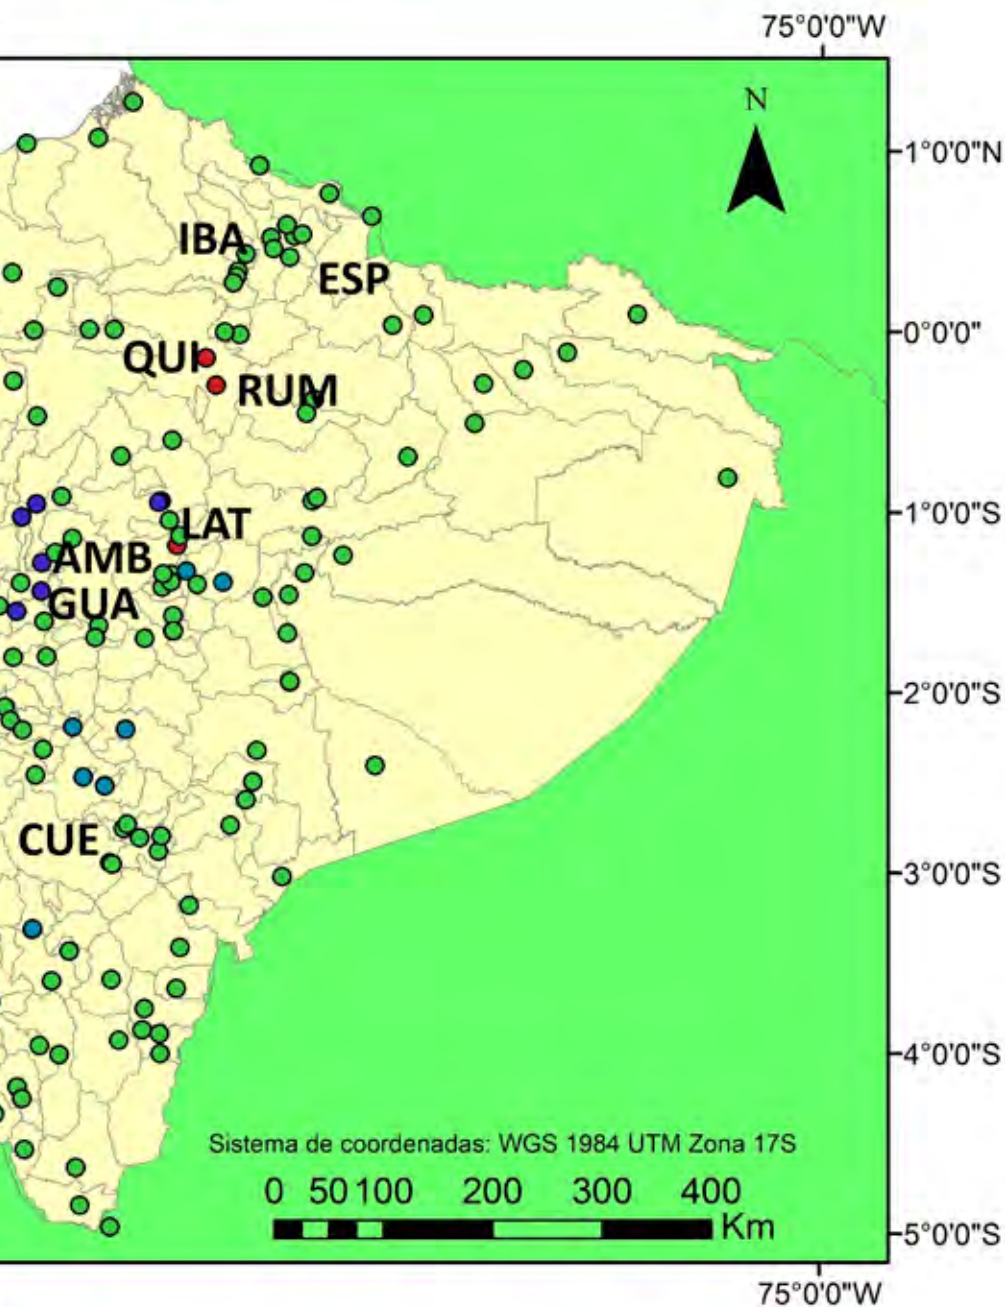 75°0'0"W
N
1°0'0"N
IBA
ESP
0°0'0"
QUI
RUM
1°0'0"S
LAT
AMB
GUA
2°0'0"S
CUE
3°0'0"S
4°0'0"S
Sistema de coordenadas: WGS 1984 UTM Zona 17S
0 50 100 200 300 400
Km
5°0'0"S
75°0'0"W